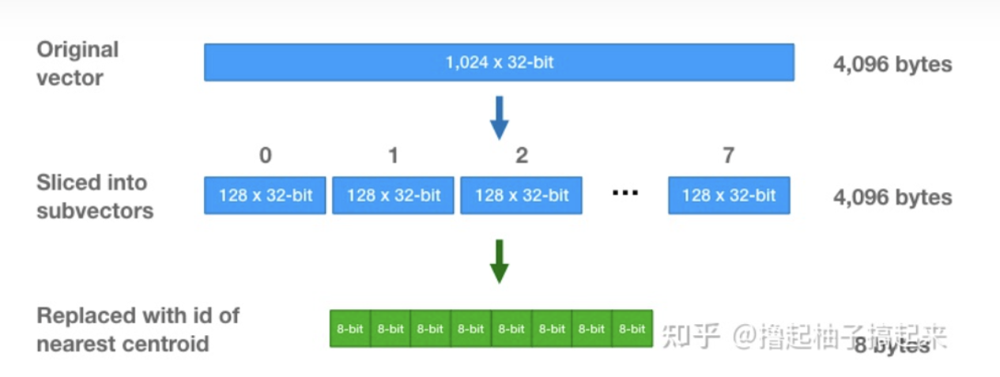 Original
vector
1,024 x 32-bit
4,096 bytes
0 1 2 7
Sliced into
subvectors
128 x 32-bit 128 x 32-bit 128 x 32-bit ... 128 x 32-bit
4,096 bytes
Replaced with id of
nearest centroid
8-bit 8-bit 8-bit 8-bit 8-bit 8-bit 8-bit 8-bit
8 bytes
知乎 @撸起柚子搞起来